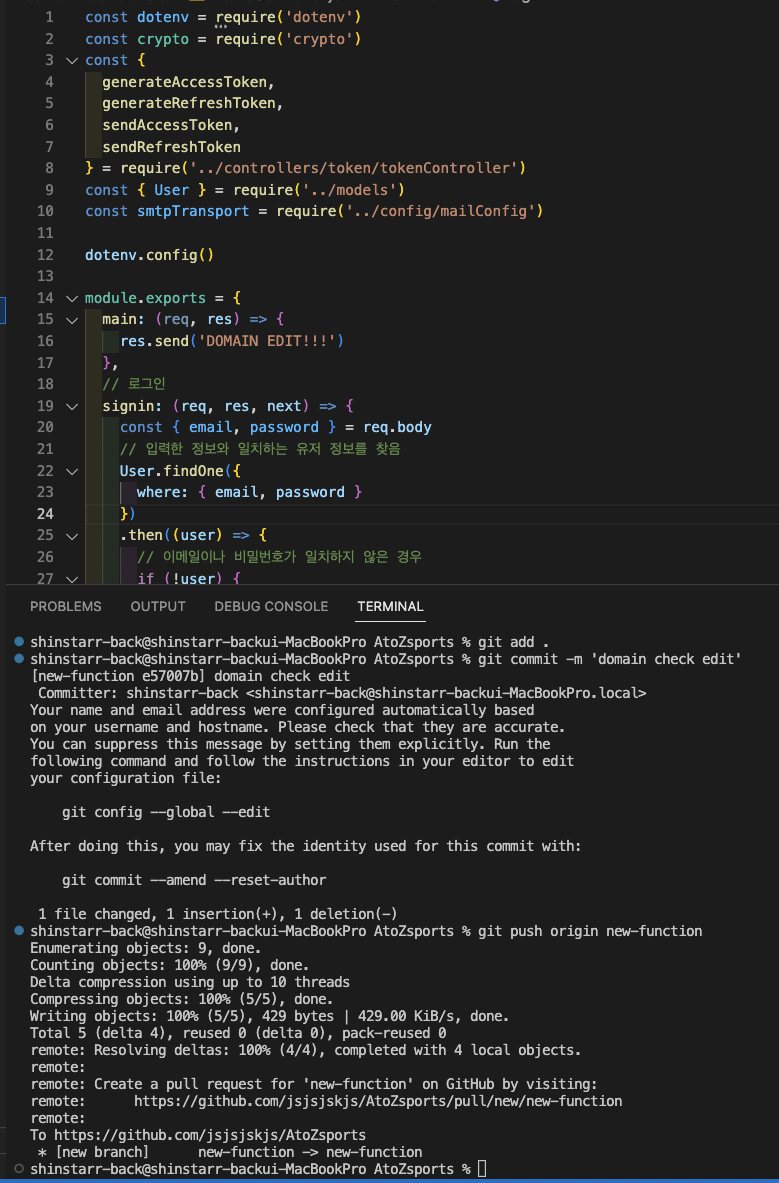 1 const dotenv = require('dotenv')
2 const crypto = require('crypto')
3 const {
4 generateAccessToken,
5 generateRefreshToken,
6 sendAccessToken,
7 sendRefreshToken
8 } = require('../controllers/token/tokenController')
9 const { User } = require('../models')
10 const smtpTransport = require('../config/mailConfig')
11
12 dotenv.config()
13
14 module.exports = {
15 main: (req, res) => {
16 res.send('DOMAIN EDIT!!!')
17 },
18 // 로그인
19 signin: (req, res, next) => {
20 const { email, password } = req.body
21 // 입력한 정보와 일치하는 유저 정보를 찾음
22 User.findOne({
23 where: { email, password }
24 })
25 .then((user) => {
26 // 이메일이나 비밀번호가 일치하지 않은 경우
27 if (!user) {
PROBLEMS OUTPUT DEBUG CONSOLE TERMINAL
shinstarr-back@shinstarr-backui-MacBookPro AtoZsports % git add .
shinstarr-back@shinstarr-backui-MacBookPro AtoZsports % git commit -m 'domain check edit'
[new-function e57007b] domain check edit
Committer: shinstarr-back <shinstarr-back@shinstarr-backui-MacBookPro.local>
Your name and email address were configured automatically based
on your username and hostname. Please check that they are accurate.
You can suppress this message by setting them explicitly. Run the
following command and follow the instructions in your editor to edit
your configuration file:
git config --global --edit
After doing this, you may fix the identity used for this commit with:
git commit --amend --reset-author
1 file changed, 1 insertion(+), 1 deletion(-)
shinstarr-back@shinstarr-backui-MacBookPro AtoZsports % git push origin new-function
Enumerating objects: 9, done.
Counting objects: 100% (9/9), done.
Delta compression using up to 10 threads
Compressing objects: 100% (5/5), done.
Writing objects: 100% (5/5), 429 bytes | 429.00 KiB/s, done.
Total 5 (delta 4), reused 0 (delta 0), pack-reused 0
remote: Resolving deltas: 100% (4/4), completed with 4 local objects.
remote:
remote: Create a pull request for 'new-function' on GitHub by visiting:
remote: https://github.com/jsjsjskjs/AtoZsports/pull/new/new-function
remote:
To https://github.com/jsjsjskjs/AtoZsports
* [new branch] new-function -> new-function
shinstarr-back@shinstarr-backui-MacBookPro AtoZsports %